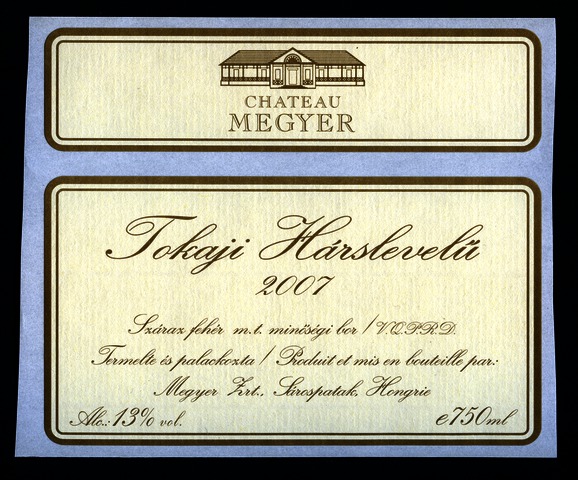 CHATEAU
MEGYER
Tokaji Hárslevelű
2007
Száraz fehér m.t. minőségi bor / V.Q.P.R.D.
Termelte és palackozta / Produit et mis en bouteille par:
Megyer Zrt., Sárospatak, Hongrie
Alc.: 13% vol. e750ml